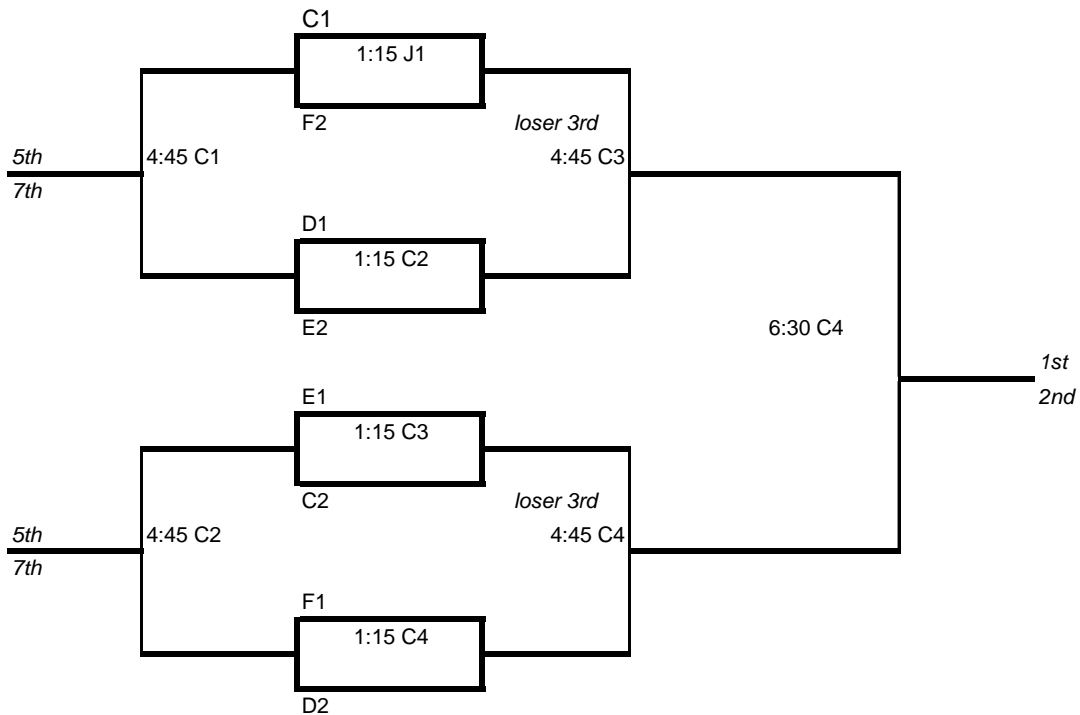 C1
1:15 J1
F2
loser 3rd
5th
4:45 C1
4:45 C3
7th
D1
1:15 C2
E2
6:30 C4
1st
2nd
E1
1:15 C3
C2
loser 3rd
5th
4:45 C2
4:45 C4
7th
F1
1:15 C4
D2